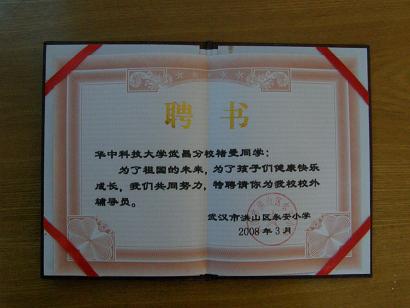 聘书
华中科技大学武昌分校褚雯同学：
为了祖国的未来，为了孩子们健康快乐
成长，我们共同努力，特聘请你为我校校外
辅导员。
武汉市洪山区永安小学
2008年3月